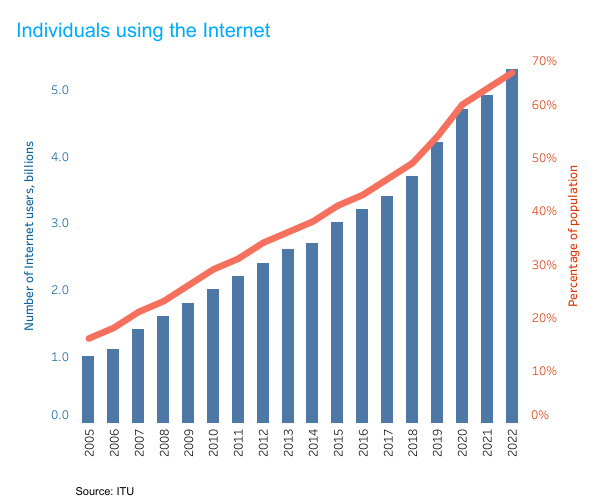 Individuals using the Internet
70%
5.0
60%
4.0
50%
3.0
40%
2.0
30%
20%
1.0
10%
0.0
0%
Number of Internet users, billions
Percentage of population
2005 2006 2007 2008 2009 2010 2011 2012 2013 2014 2015 2016 2017 2018 2019 2020 2021 2022
Source: ITU